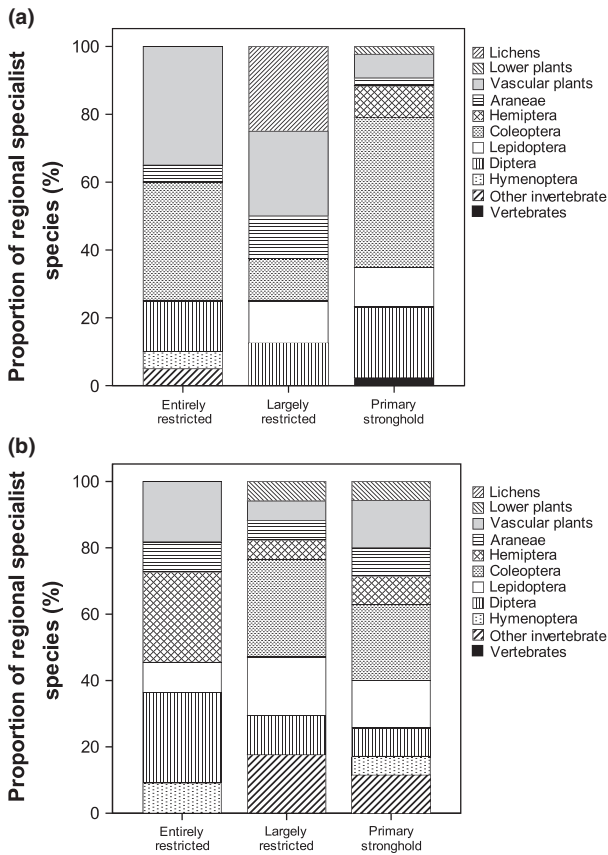 (a)
Proportion of regional specialist
species (%)
100
80
60
40
20
0
Entirely
restricted
Largely
restricted
Primary
stronghold
Lichens
Lower plants
Vascular plants
Araneae
Hemiptera
Coleoptera
Lepidoptera
Diptera
Hymenoptera
Other invertebrate
Vertebrates
(b)
Proportion of regional specialist
species (%)
100
80
60
40
20
0
Entirely
restricted
Largely
restricted
Primary
stronghold
Lichens
Lower plants
Vascular plants
Araneae
Hemiptera
Coleoptera
Lepidoptera
Diptera
Hymenoptera
Other invertebrate
Vertebrates